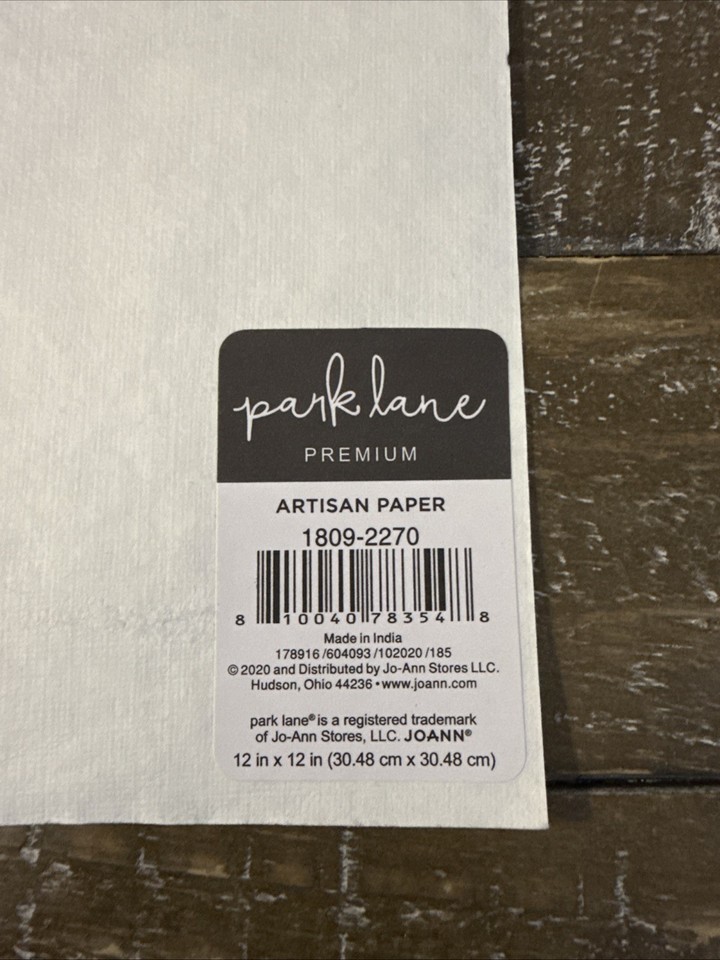 park lane
PREMIUM
ARTISAN PAPER
1809-2270
8 10040 78354 8
Made in India
178916 /604093 /102020 /185
© 2020 and Distributed by Jo-Ann Stores LLC.
Hudson, Ohio 44236 • www.joann.com
park lane® is a registered trademark
of Jo-Ann Stores, LLC. JOANN®
12 in x 12 in (30.48 cm x 30.48 cm)